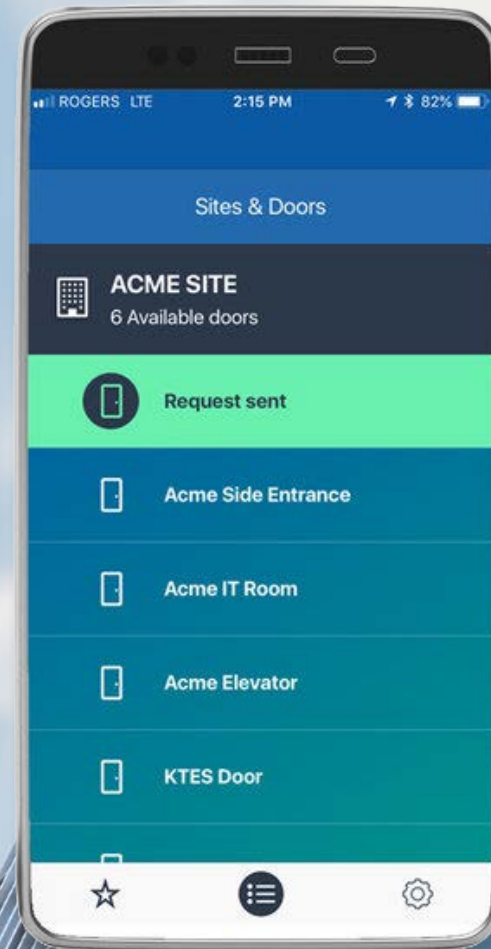 ROGERS LTE 2:15 PM 82%
Sites & Doors
ACME SITE
6 Available doors
Request sent
Acme Side Entrance
Acme IT Room
Acme Elevator
KTES Door